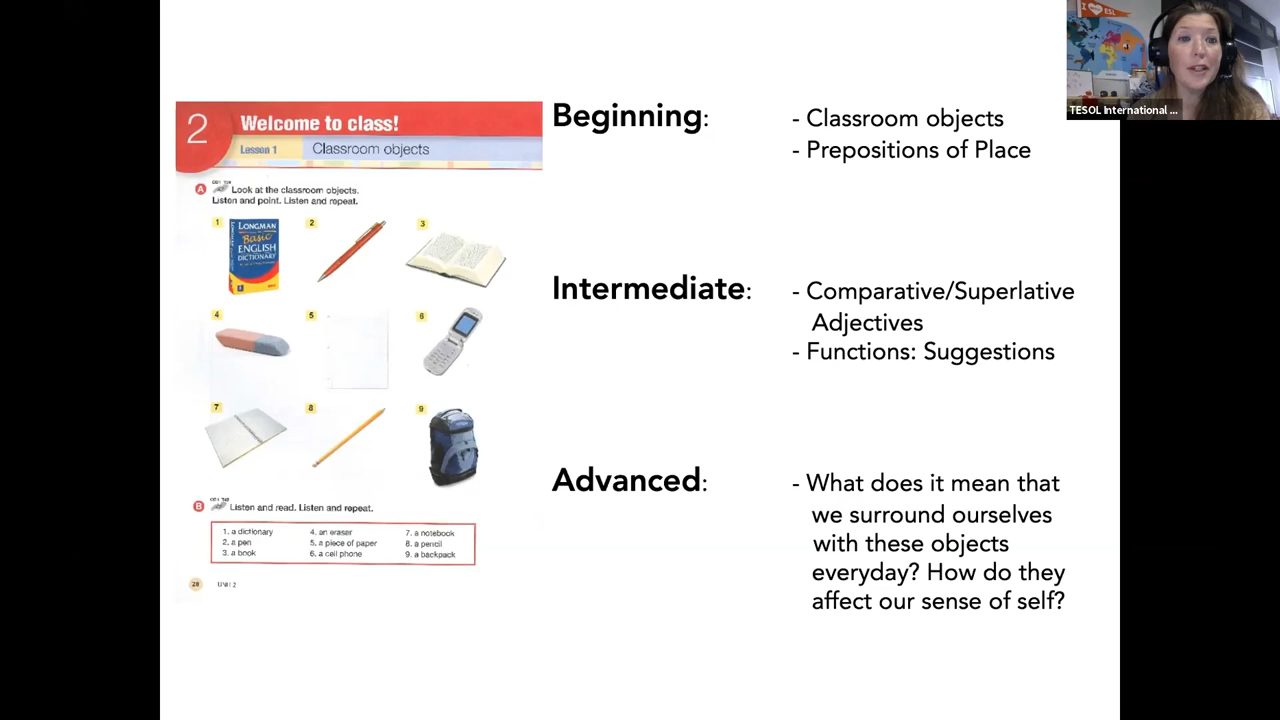 2
Welcome to class!
Lesson 1
Classroom objects
A
Look at the classroom objects.
Listen and point. Listen and repeat.
1
2
3
LONGMAN
Basic
ENGLISH
DICTIONARY
4
5
6
7
8
9
B
Listen and read. Listen and repeat.
1. a dictionary
2. a pen
3. a book
4. an eraser
5. a piece of paper
6. a cell phone
7. a notebook
8. a pencil
9. a backpack
28
UNIT 2
Beginning:
- Classroom objects
- Prepositions of Place
Intermediate:
- Comparative/Superlative
Adjectives
- Functions: Suggestions
Advanced:
- What does it mean that
we surround ourselves
with these objects
everyday? How do they
affect our sense of self?
I ESL
TESOL International ...